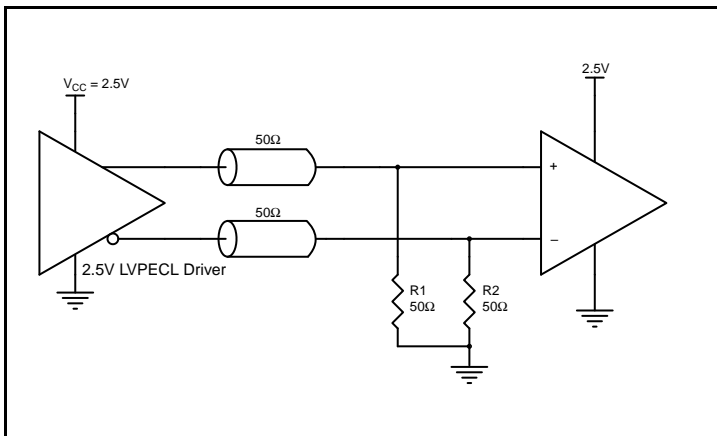 V_CC = 2.5V
2.5V
50Ω
50Ω
+
−
2.5V LVPECL Driver
R1
50Ω
R2
50Ω